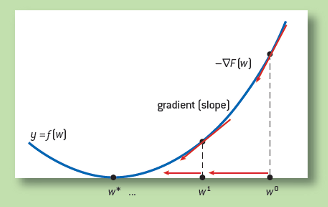 −∇F(w)
gradient (slope)
y = f(w)
w* ... w¹ w⁰